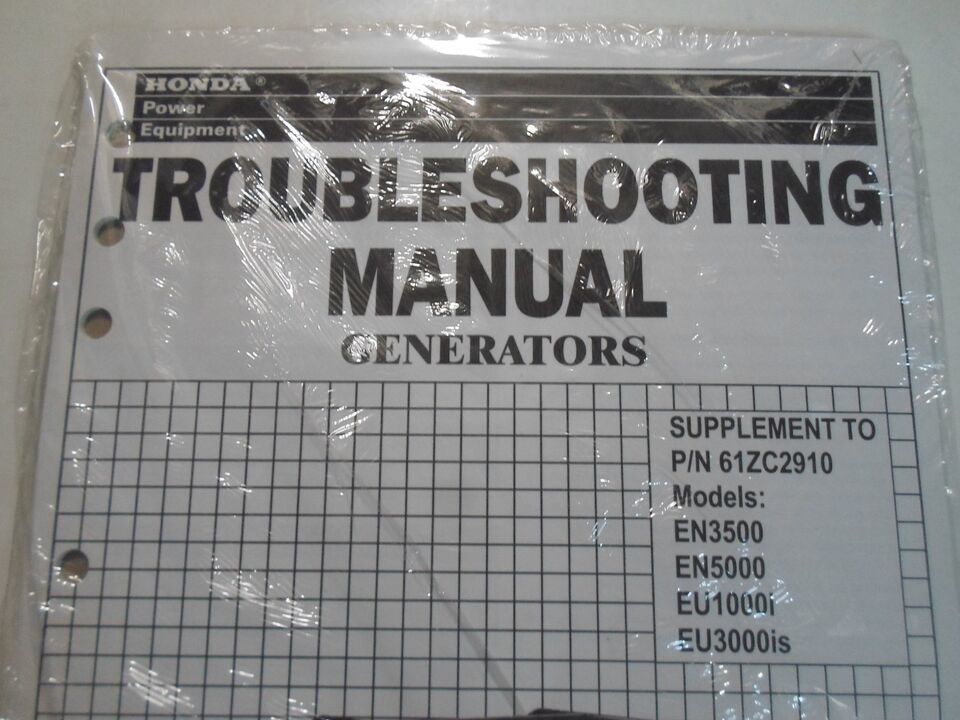 HONDA®
Power
Equipment
TROUBLESHOOTING
MANUAL
GENERATORS
SUPPLEMENT TO
P/N 61ZC2910
Models:
EN3500
EN5000
EU1000i
EU3000is